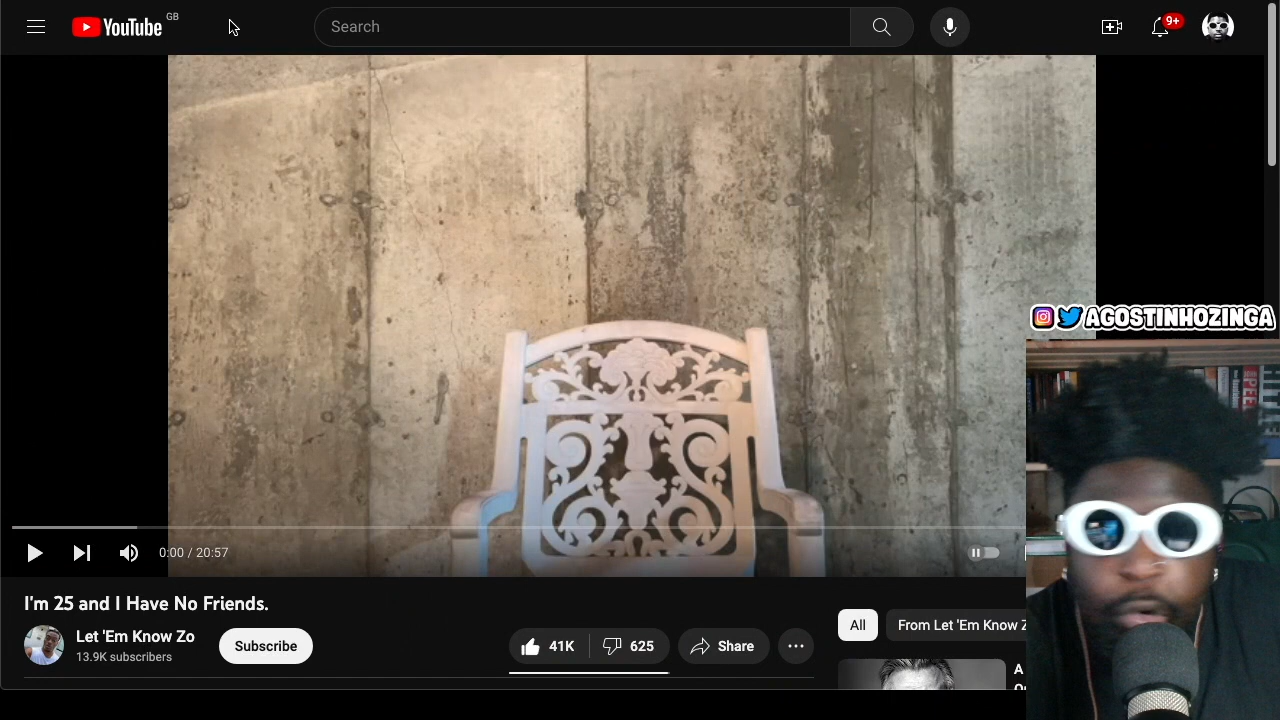 YouTube GB
Search
9+
AGOSTINHOZINGA
0:00 / 20:57
I'm 25 and I Have No Friends.
Let 'Em Know Zo
13.9K subscribers
Subscribe
41K
625
Share
All
From Let 'Em Know Z
A